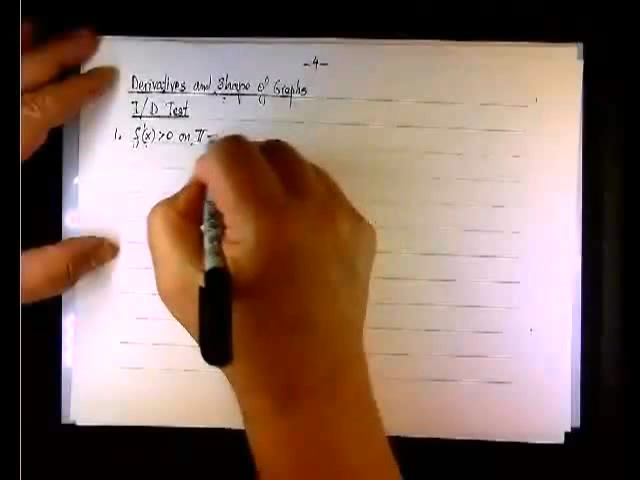 -4-
Derivatives and Shape of Graphs
I/D Test
1. f'(x)>0 on I